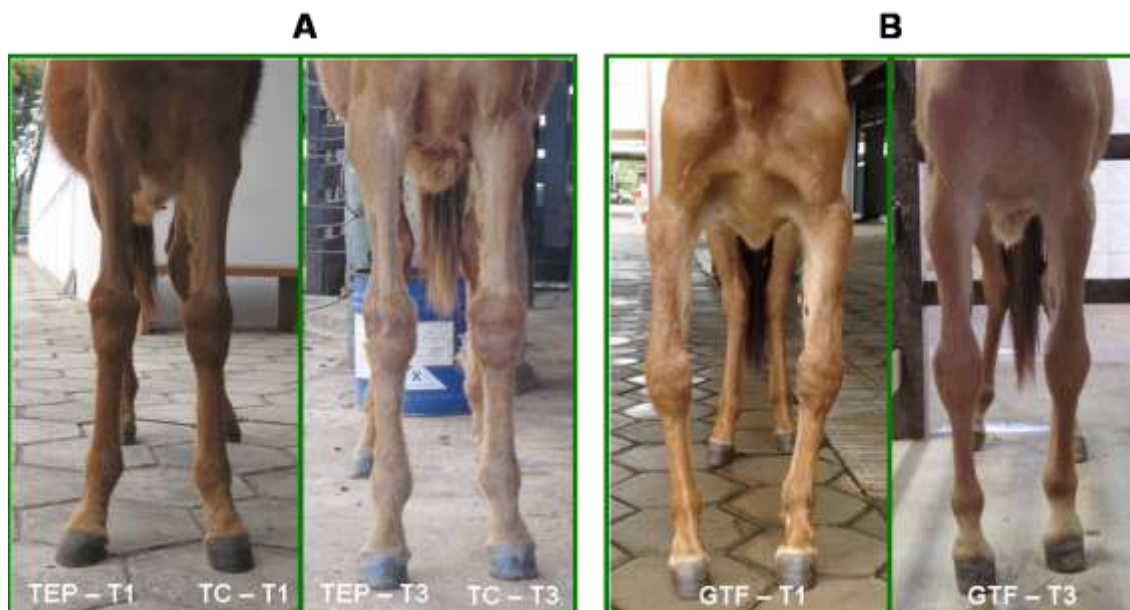 A
B
X
TEP – T1
TC – T1
TEP – T3
TC – T3
GTF – T1
GTF – T3